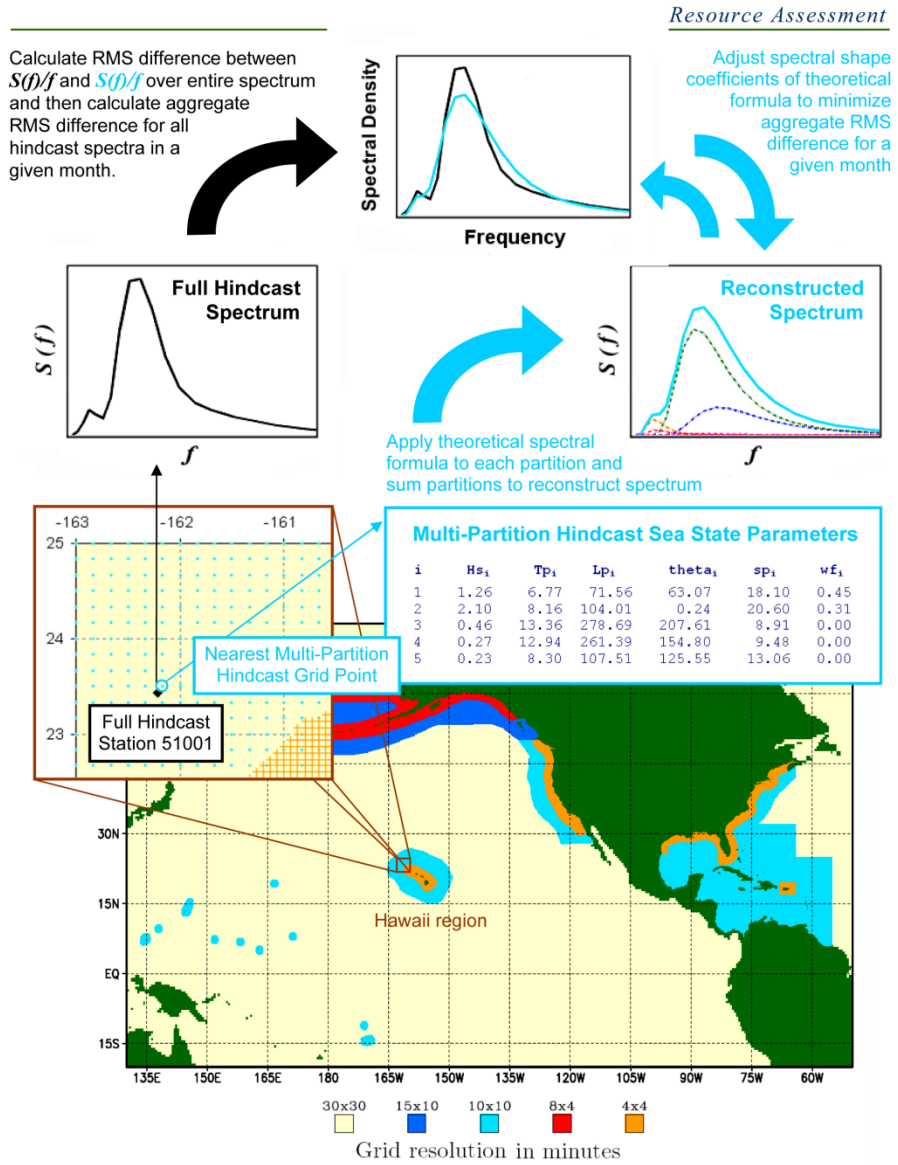 Resource Assessment
Calculate RMS difference between
S(f)/f and S(f)/f over entire spectrum
and then calculate aggregate
RMS difference for all
hindcast spectra in a
given month.
Spectral Density
Frequency
Adjust spectral shape
coefficients of theoretical
formula to minimize
aggregate RMS
difference for a
given month
Full Hindcast
Spectrum
S(f)
f
Reconstructed
Spectrum
S(f)
f
Apply theoretical spectral
formula to each partition and
sum partitions to reconstruct spectrum
-163 -162 -161
25
24
23
Nearest Multi-Partition
Hindcast Grid Point
Full Hindcast
Station 51001
Multi-Partition Hindcast Sea State Parameters
i Hsi Tpi Lpi thetai spi wfi
1 1.26 6.77 71.56 63.07 18.10 0.45
2 2.10 8.16 104.01 0.24 20.60 0.31
3 0.46 13.36 278.69 207.61 8.91 0.00
4 0.27 12.94 261.39 154.80 9.48 0.00
5 0.23 8.30 107.51 125.55 13.06 0.00
30N
15N
EQ
15S
Hawaii region
135E 150E 165E 180 165W 150W 135W 120W 105W 90W 75W 60W
30x30 15x10 10x10 8x4 4x4
Grid resolution in minutes